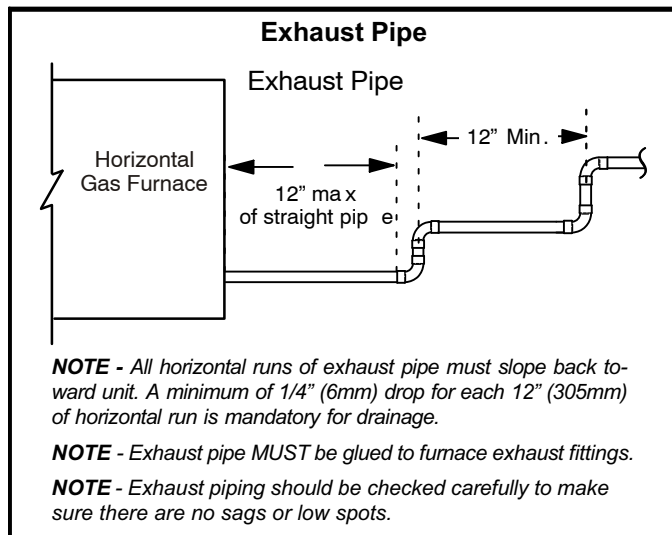 Exhaust Pipe
Exhaust Pipe
12” Min.
Horizontal
Gas Furnace
12” max
of straight pipe
NOTE - All horizontal runs of exhaust pipe must slope back to-
ward unit. A minimum of 1/4” (6mm) drop for each 12” (305mm)
of horizontal run is mandatory for drainage.
NOTE - Exhaust pipe MUST be glued to furnace exhaust fittings.
NOTE - Exhaust piping should be checked carefully to make
sure there are no sags or low spots.